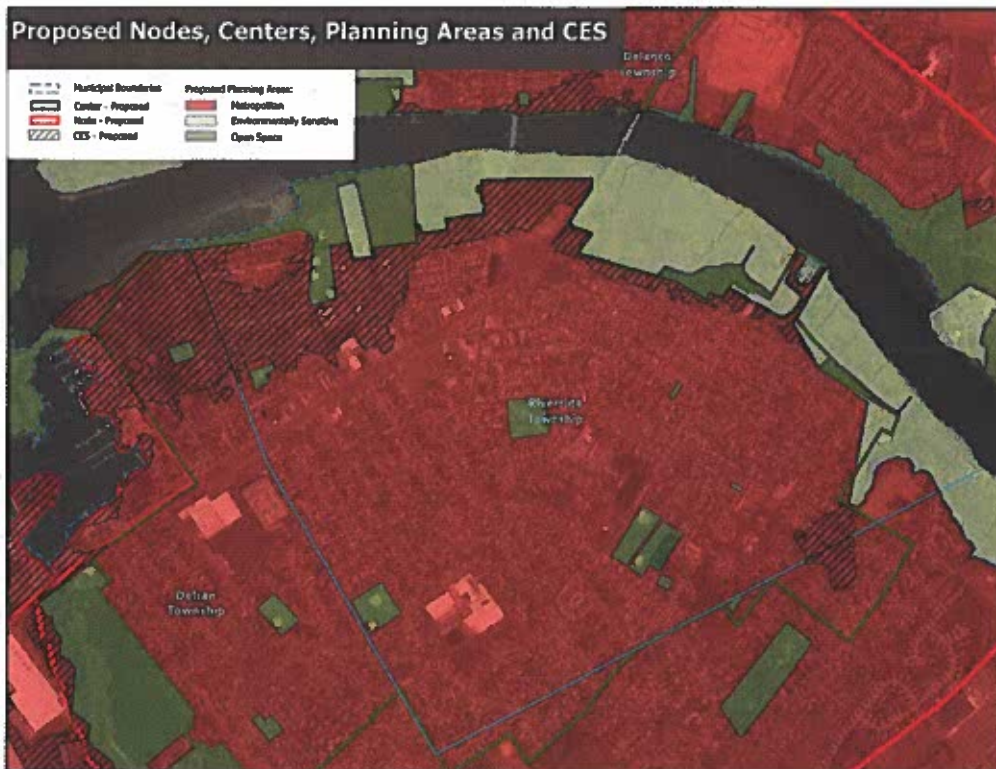 Proposed Nodes, Centers, Planning Areas and CES
Municipal Boundaries
Center - Proposed
Node - Proposed
CES - Proposed
Proposed Planning Areas:
Metropolitan
Environmentally Sensitive
Open Space
Delanco
Township
Riverside
Township
Delran
Township